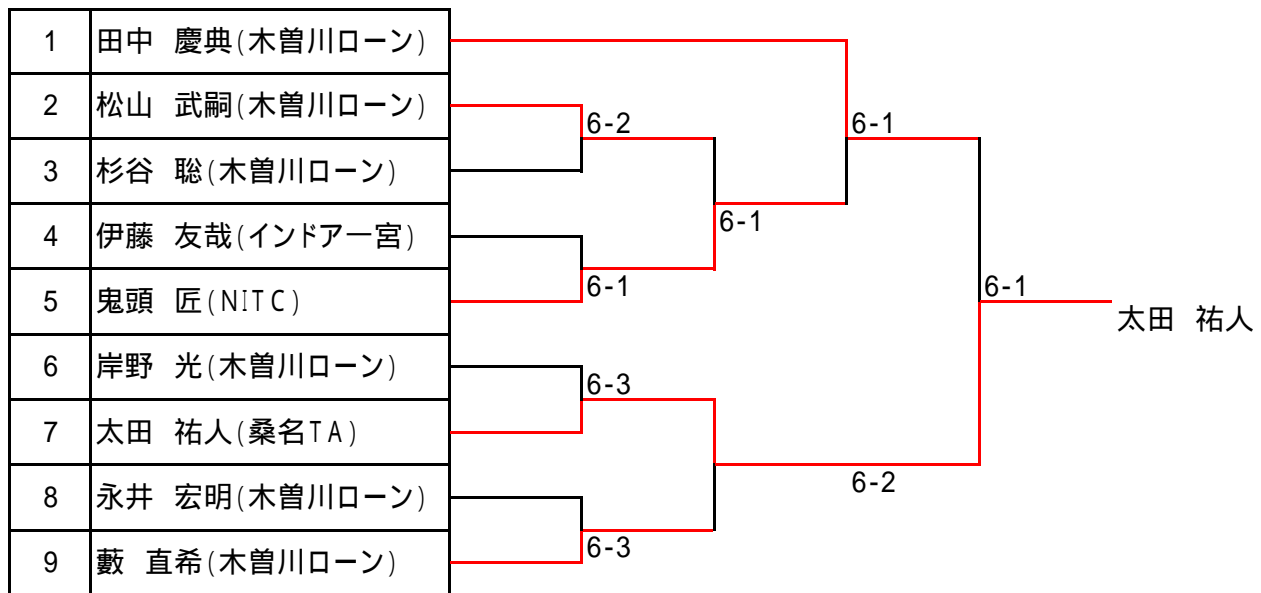 1 田中 慶典(木曽川ローン)
2 松山 武嗣(木曽川ローン)
6-2
6-1
3 杉谷 聡(木曽川ローン)
4 伊藤 友哉(インドアー宮)
6-1
5 鬼頭 匠(NITC)
6-1
6-1
太田 祐人
6 岸野 光(木曽川ローン)
6-3
7 太田 祐人(桑名TA)
8 永井 宏明(木曽川ローン)
6-2
9 藪 直希(木曽川ローン)
6-3